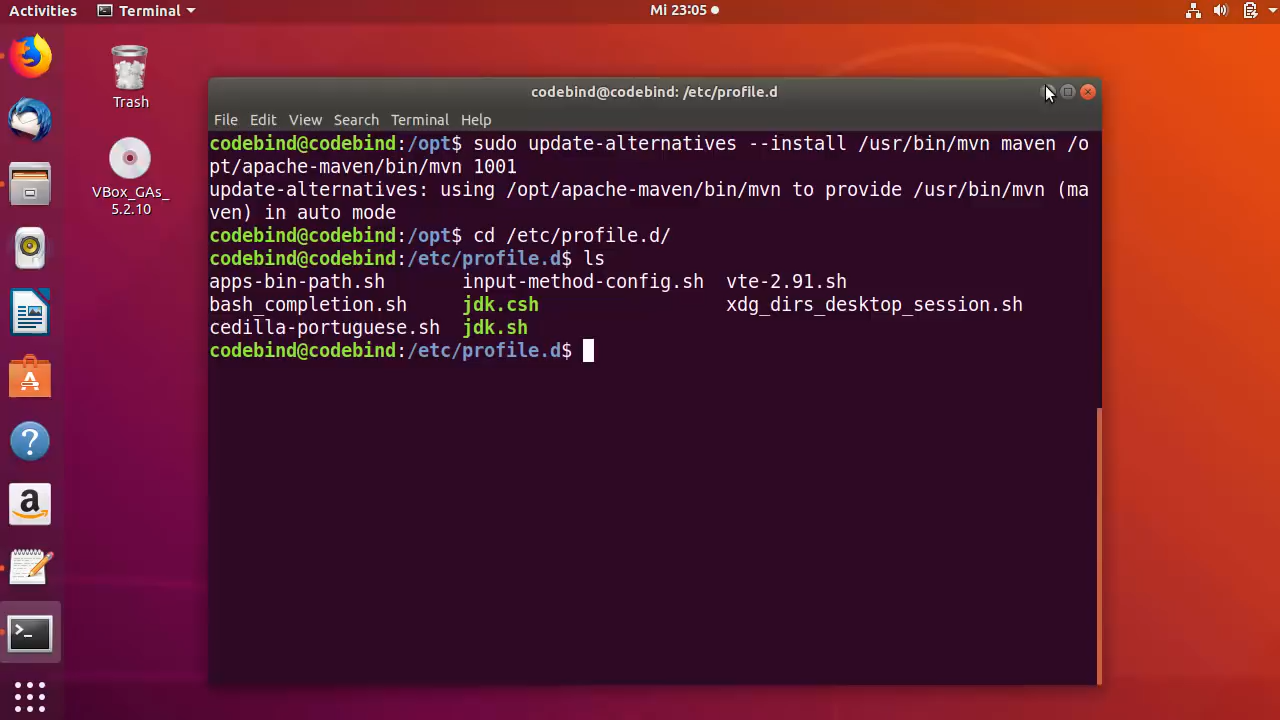 Activities Terminal Mi 23:05
Trash
VBox_GAs_
5.2.10
codebind@codebind: /etc/profile.d
File Edit View Search Terminal Help
codebind@codebind:/opt$ sudo update-alternatives --install /usr/bin/mvn maven /o
pt/apache-maven/bin/mvn 1001
update-alternatives: using /opt/apache-maven/bin/mvn to provide /usr/bin/mvn (ma
ven) in auto mode
codebind@codebind:/opt$ cd /etc/profile.d/
codebind@codebind:/etc/profile.d$ ls
apps-bin-path.sh input-method-config.sh vte-2.91.sh
bash_completion.sh jdk.csh xdg_dirs_desktop_session.sh
cedilla-portuguese.sh jdk.sh
codebind@codebind:/etc/profile.d$